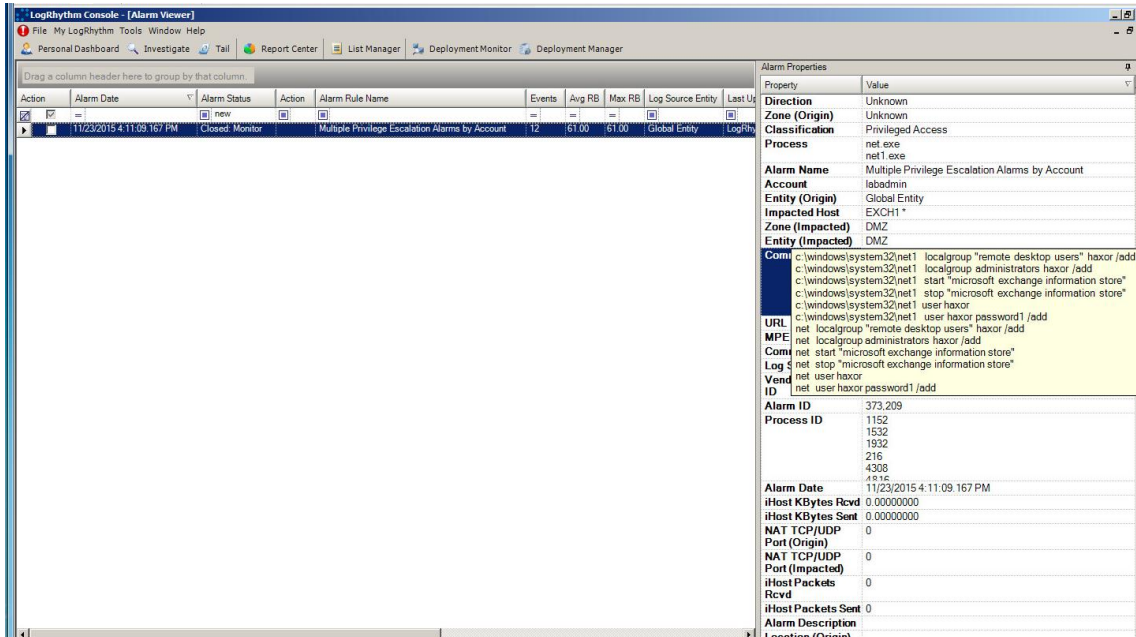 LogRhythm Console - [Alarm Viewer]
File My LogRhythm Tools Window Help
Personal Dashboard Investigate Tail Report Center List Manager Deployment Monitor Deployment Manager
Drag a column header here to group by that column.
Action Alarm Date Alarm Status Action Alarm Rule Name Events Avg RB Max RB Log Source Entity Last Up
= new = = =
11/23/2015 4:11:09.167 PM Closed: Monitor Multiple Privilege Escalation Alarms by Account 12 61.00 61.00 Global Entity LogRhy
Alarm Properties
Property Value
Direction Unknown
Zone (Origin) Unknown
Classification Privileged Access
Process net.exe
net1.exe
Alarm Name Multiple Privilege Escalation Alarms by Account
Account labadmin
Entity (Origin) Global Entity
Impacted Host EXCH1 *
Zone (Impacted) DMZ
Entity (Impacted) DMZ
Com c:\windows\system32\net1 localgroup "remote desktop users" haxor /add
c:\windows\system32\net1 localgroup administrators haxor /add
c:\windows\system32\net1 start "microsoft exchange information store"
c:\windows\system32\net1 stop "microsoft exchange information store"
c:\windows\system32\net1 user haxor
c:\windows\system32\net1 user haxor password1 /add
URL net localgroup "remote desktop users" haxor /add
MPE net localgroup administrators haxor /add
Com net start "microsoft exchange information store"
Log S net stop "microsoft exchange information store"
Vend net user haxor
ID net user haxor password1 /add
Alarm ID 373,209
Process ID 1152
1532
1932
216
4308
4816
Alarm Date 11/23/2015 4:11:09.167 PM
iHost KBytes Rcvd 0.00000000
iHost KBytes Sent 0.00000000
NAT TCP/UDP 0
Port (Origin)
NAT TCP/UDP 0
Port (Impacted)
iHost Packets 0
Rcvd
iHost Packets Sent 0
Alarm Description
Location (Origin)